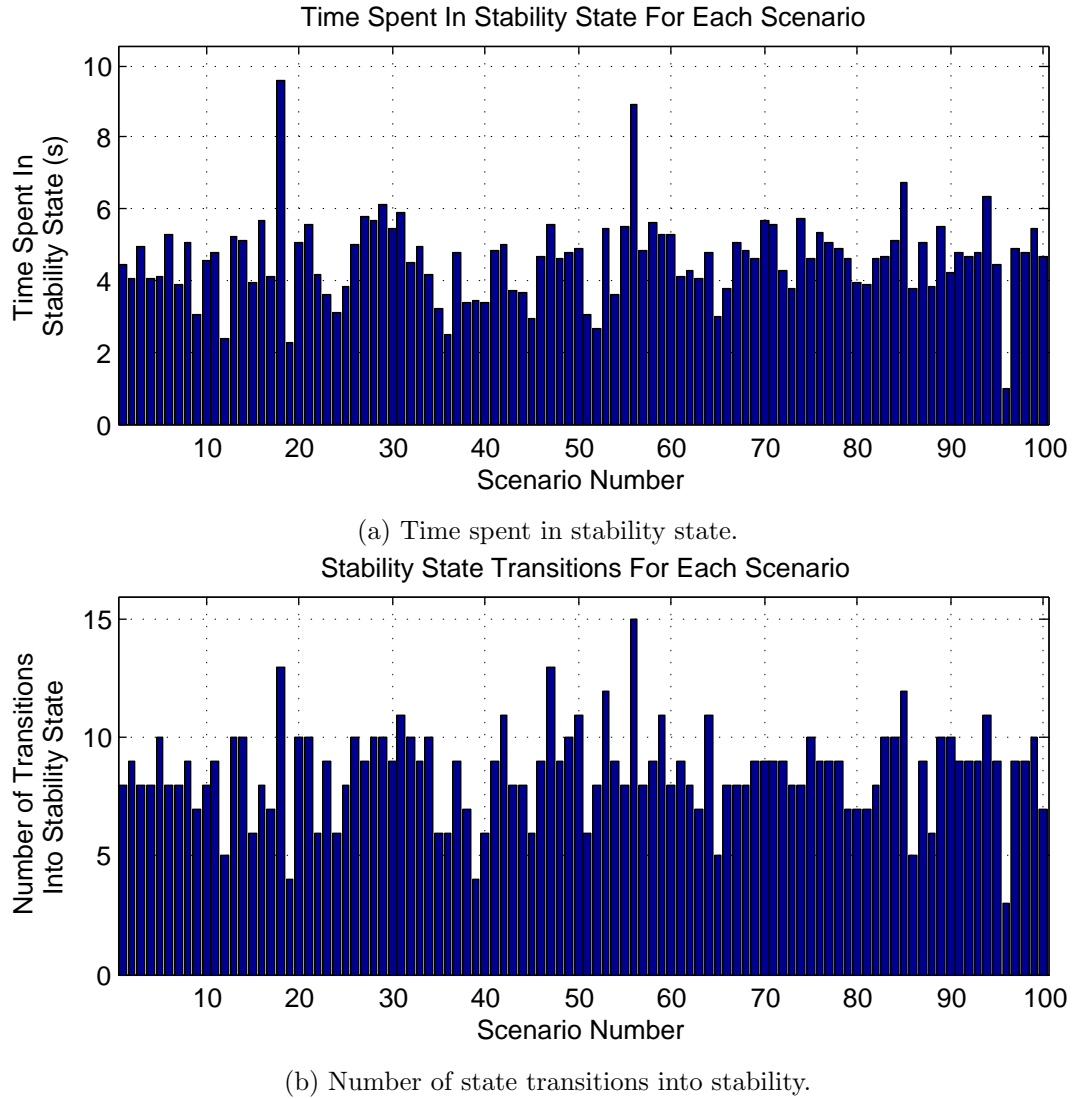 Time Spent In Stability State For Each Scenario
10
8
6
4
2
0
Time Spent In
Stability State (s)
10 20 30 40 50 60 70 80 90 100
Scenario Number
(a) Time spent in stability state.
Stability State Transitions For Each Scenario
15
10
5
0
Number of Transitions
Into Stability State
10 20 30 40 50 60 70 80 90 100
Scenario Number
(b) Number of state transitions into stability.